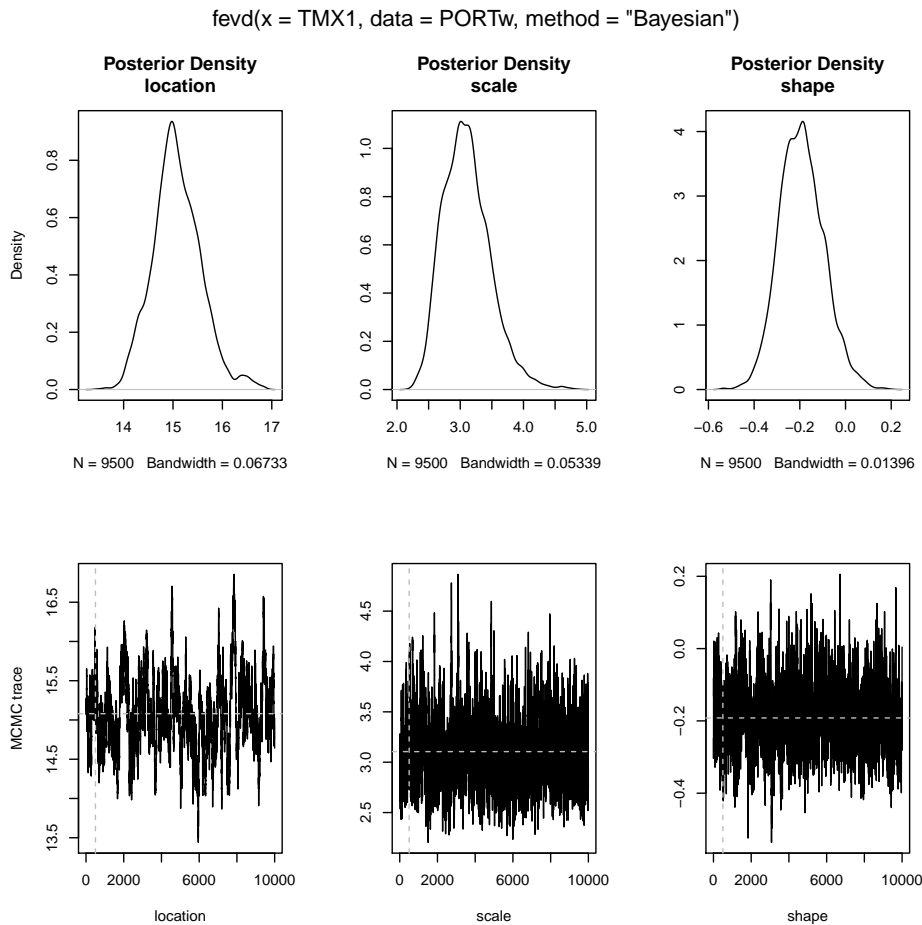 fevd(x = TMX1, data = PORTw, method = "Bayesian")
Posterior Density
location
Posterior Density
scale
Posterior Density
shape
Density
0.0 0.2 0.4 0.6 0.8
14 15 16 17
N = 9500 Bandwidth = 0.06733
0.0 0.2 0.4 0.6 0.8 1.0
2.0 3.0 4.0 5.0
N = 9500 Bandwidth = 0.05339
0 1 2 3 4
−0.6 −0.4 −0.2 0.0 0.2
N = 9500 Bandwidth = 0.01396
MCMC trace
13.5 14.5 15.5 16.5
0 2000 6000 10000
location
2.5 3.0 3.5 4.0 4.5
0 2000 6000 10000
scale
−0.4 −0.2 0.0 0.2
0 2000 6000 10000
shape